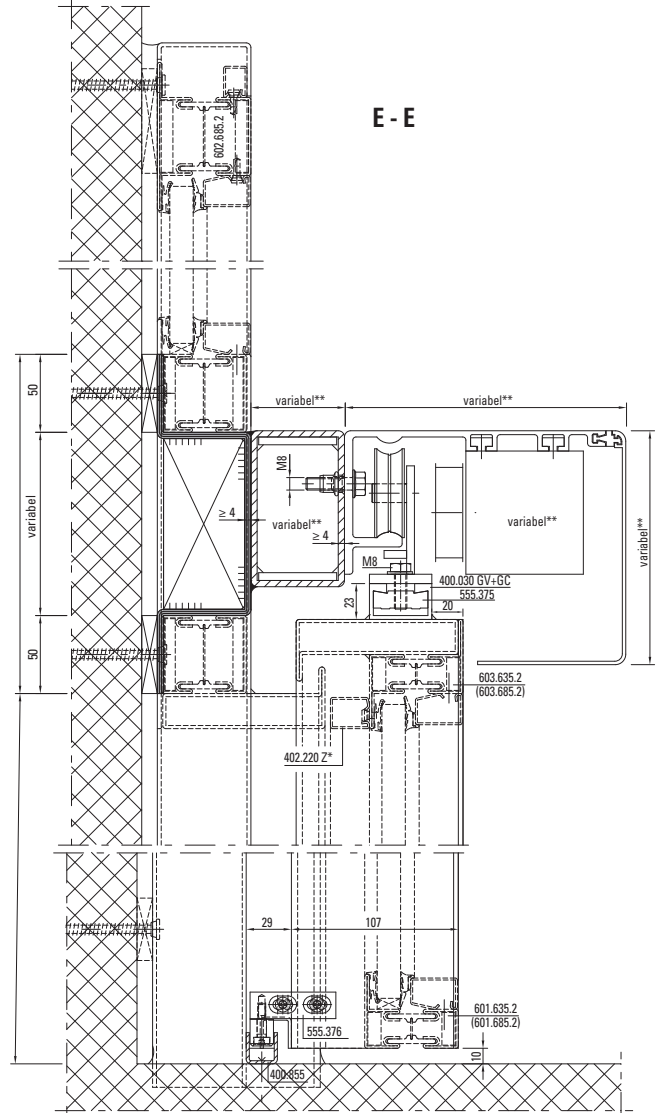 E - E
602.685.2
50
variabel**
variabel**
M8
variabel
≥ 4
variabel**
≥ 4
variabel**
variabel**
M8
400.030 GV+GC
555.375
23
20
50
603.635.2
(603.685.2)
402.220 Z*
29
107
601.635.2
(601.685.2)
555.376
10
400.855